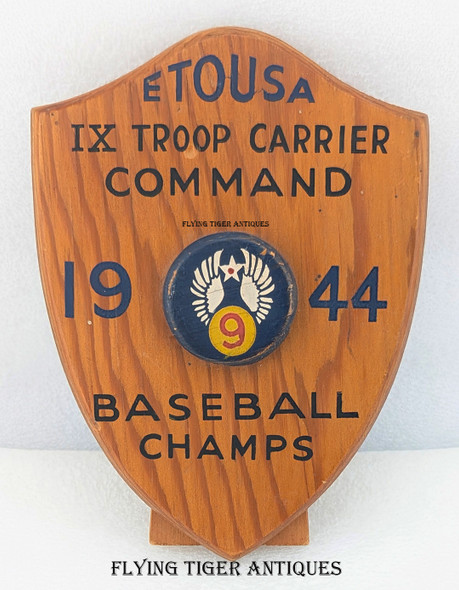 ETOUSA
IX TROOP CARRIER
COMMAND
FLYING TIGER ANTIQUES
19 9 44
BASEBALL
CHAMPS
FLYING TIGER ANTIQUES